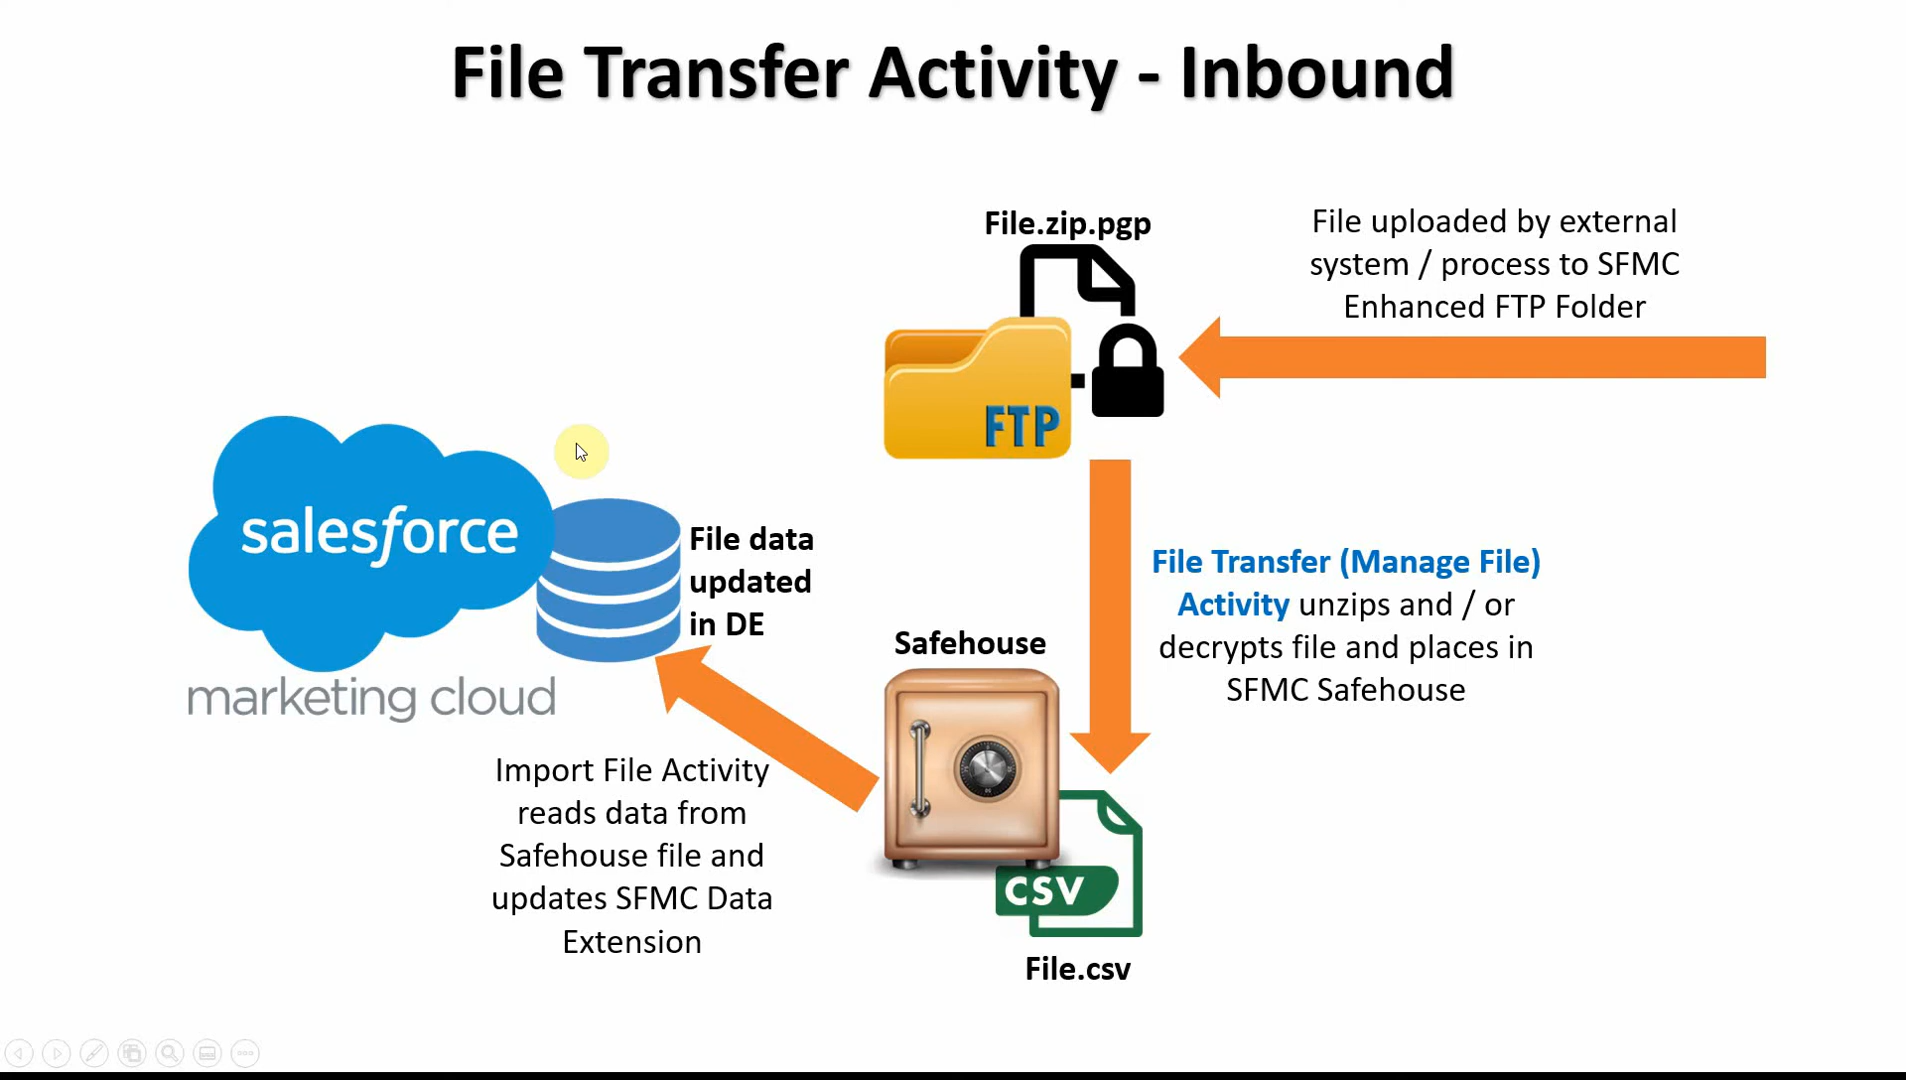 File Transfer Activity - Inbound
File.zip.pgp
File uploaded by external
system / process to SFMC
Enhanced FTP Folder
FTP
salesforce
marketing cloud
File data
updated
in DE
File Transfer (Manage File)
Activity unzips and / or
decrypts file and places in
SFMC Safehouse
Safehouse
Import File Activity
reads data from
Safehouse file and
updates SFMC Data
Extension
CSV
File.csv